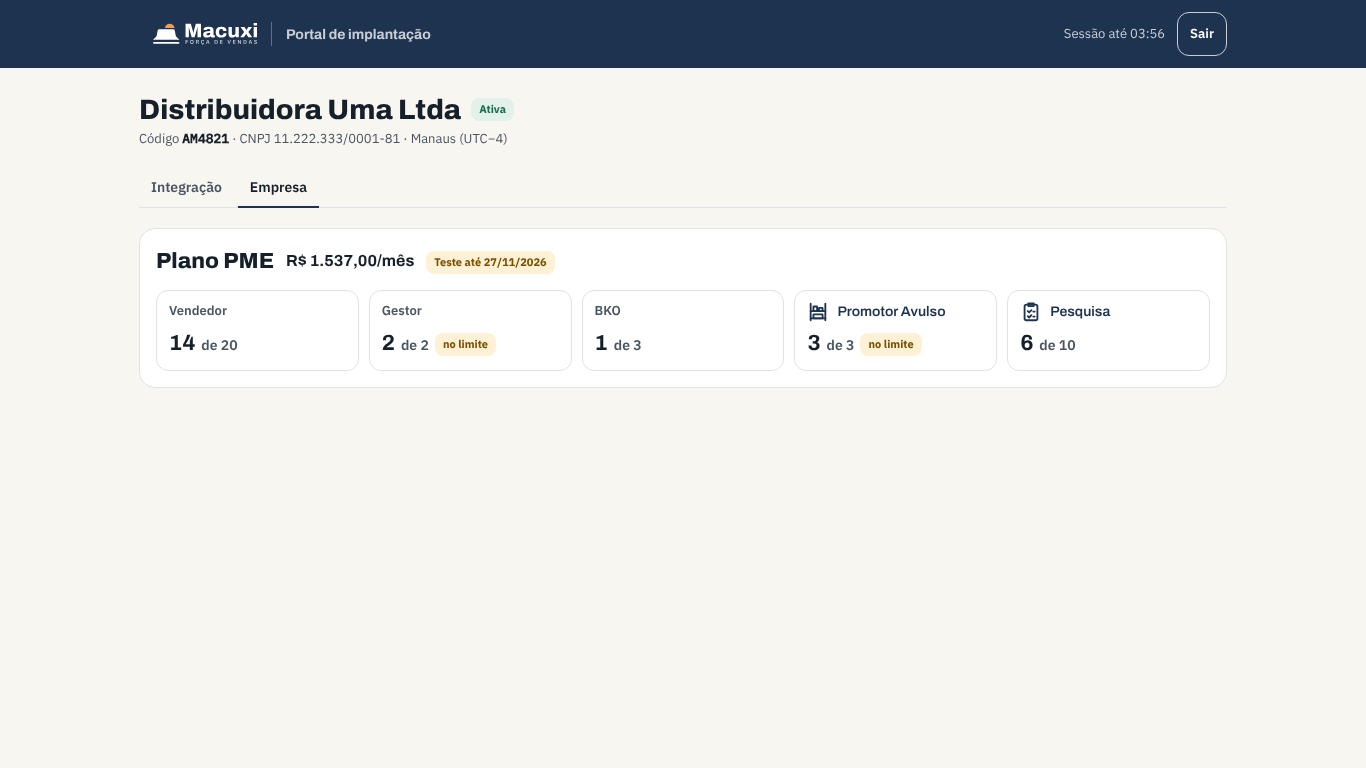 Macuxi
FORÇA DE VENDAS
Portal de implantação
Sessão até 03:56
Sair
Distribuidora Uma Ltda
Ativa
Código AM4821 · CNPJ 11.222.333/0001-81 · Manaus (UTC−4)
Integração
Empresa
Plano PME R$ 1.537,00/mês Teste até 27/11/2026
Vendedor
14 de 20
Gestor
2 de 2 no limite
BKO
1 de 3
Promotor Avulso
3 de 3 no limite
Pesquisa
6 de 10